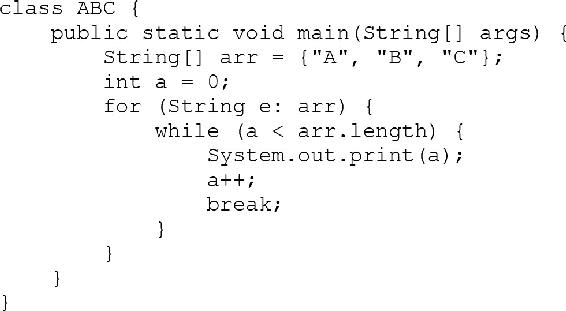 class ABC {
    public static void main(String[] args) {
        String[] arr = {"A", "B", "C"};
        int a = 0;
        for (String e: arr) {
            while (a < arr.length) {
                System.out.print(a);
                a++;
                break;
            }
        }
    }
}